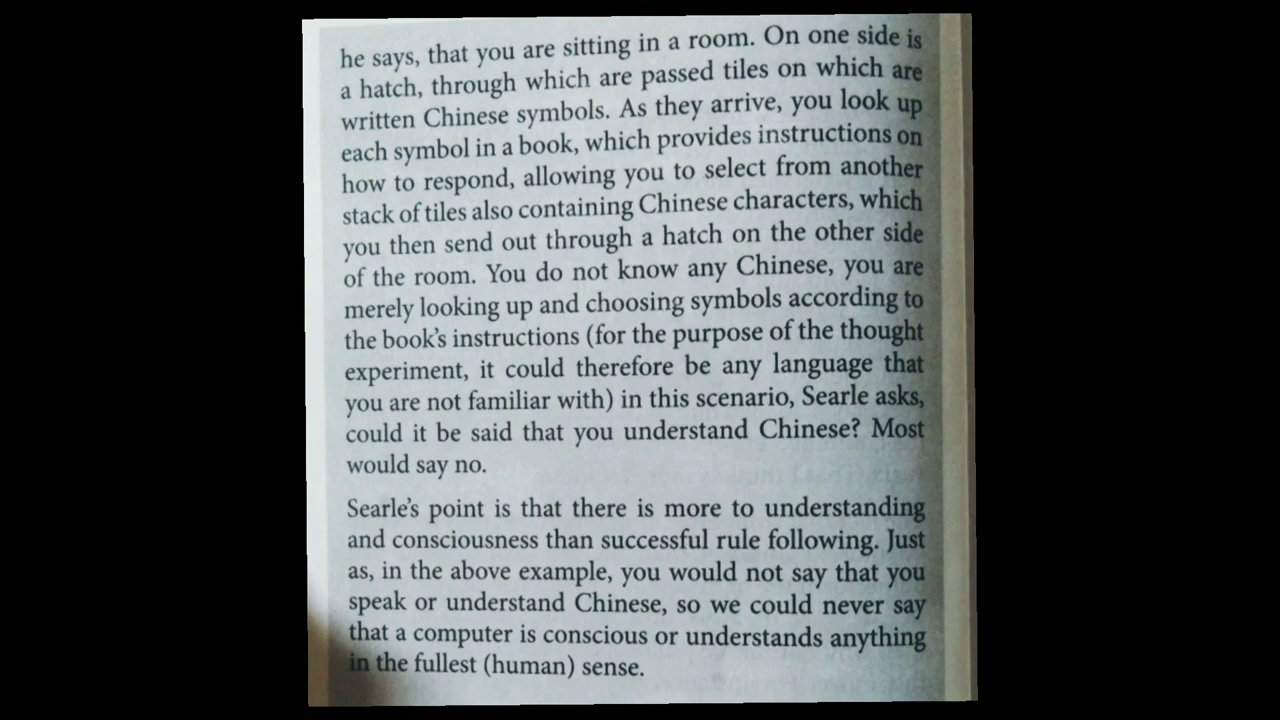 he says, that you are sitting in a room. On one side is
a hatch, through which are passed tiles on which are
written Chinese symbols. As they arrive, you look up
each symbol in a book, which provides instructions on
how to respond, allowing you to select from another
stack of tiles also containing Chinese characters, which
you then send out through a hatch on the other side
of the room. You do not know any Chinese, you are
merely looking up and choosing symbols according to
the book's instructions (for the purpose of the thought
experiment, it could therefore be any language that
you are not familiar with) in this scenario, Searle asks,
could it be said that you understand Chinese? Most
would say no.
Searle's point is that there is more to understanding
and consciousness than successful rule following. Just
as, in the above example, you would not say that you
speak or understand Chinese, so we could never say
that a computer is conscious or understands anything
in the fullest (human) sense.